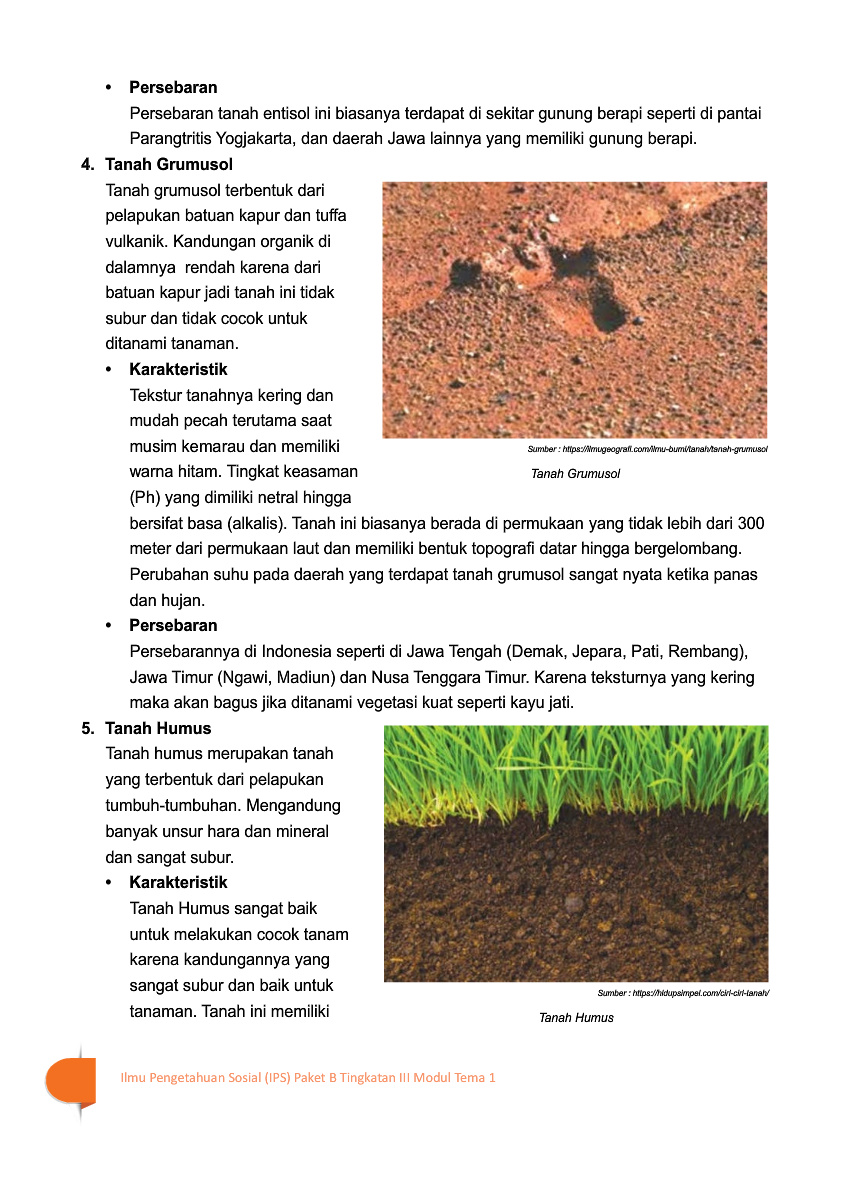 • Persebaran
Persebaran tanah entisol ini biasanya terdapat di sekitar gunung berapi seperti di pantai
Parangtritis Yogjakarta, dan daerah Jawa lainnya yang memiliki gunung berapi.
4. Tanah Grumusol
Tanah grumusol terbentuk dari
pelapukan batuan kapur dan tuffa
vulkanik. Kandungan organik di
dalamnya rendah karena dari
batuan kapur jadi tanah ini tidak
subur dan tidak cocok untuk
ditanami tanaman.
• Karakteristik
Tekstur tanahnya kering dan
mudah pecah terutama saat
musim kemarau dan memiliki
warna hitam. Tingkat keasaman
(Ph) yang dimiliki netral hingga
bersifat basa (alkalis). Tanah ini biasanya berada di permukaan yang tidak lebih dari 300
meter dari permukaan laut dan memiliki bentuk topografi datar hingga bergelombang.
Perubahan suhu pada daerah yang terdapat tanah grumusol sangat nyata ketika panas
dan hujan.
Sumber : https://ilmugeografi.com/ilmu-bumi/tanah/tanah-grumusol
Tanah Grumusol
• Persebaran
Persebarannya di Indonesia seperti di Jawa Tengah (Demak, Jepara, Pati, Rembang),
Jawa Timur (Ngawi, Madiun) dan Nusa Tenggara Timur. Karena teksturnya yang kering
maka akan bagus jika ditanami vegetasi kuat seperti kayu jati.
5. Tanah Humus
Tanah humus merupakan tanah
yang terbentuk dari pelapukan
tumbuh-tumbuhan. Mengandung
banyak unsur hara dan mineral
dan sangat subur.
• Karakteristik
Tanah Humus sangat baik
untuk melakukan cocok tanam
karena kandungannya yang
sangat subur dan baik untuk
tanaman. Tanah ini memiliki
Sumber : https://hidupsimpel.com/ciri-ciri-tanah/
Tanah Humus
Ilmu Pengetahuan Sosial (IPS) Paket B Tingkatan III Modul Tema 1